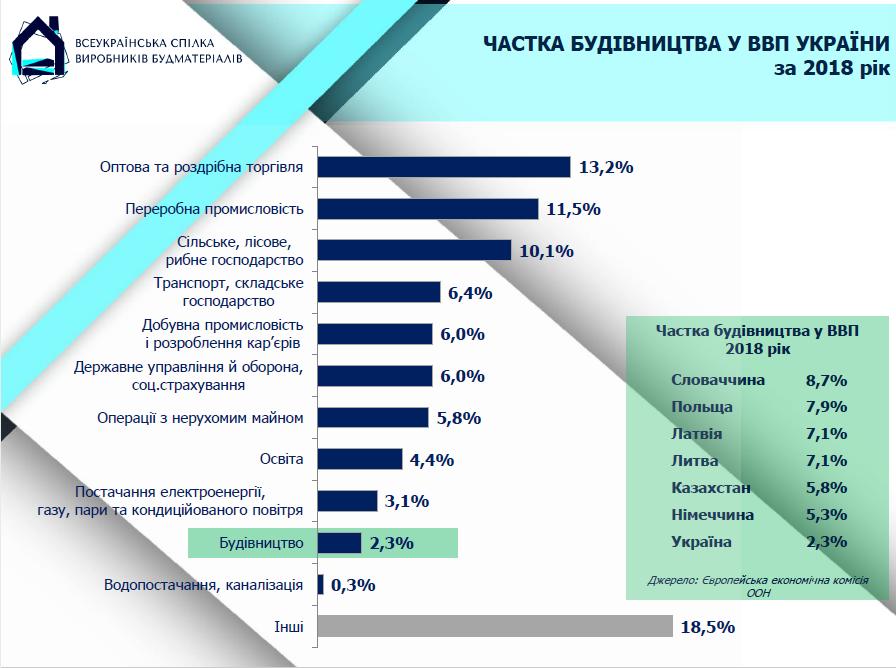 ВСЕУКРАЇНСЬКА СПІЛКА
ВИРОБНИКІВ БУДМАТЕРІАЛІВ
ЧАСТКА БУДІВНИЦТВА У ВВП УКРАЇНИ
за 2018 рік
Оптова та роздрібна торгівля 13,2%
Переробна промисловість 11,5%
Сільське, лісове,
рибне господарство 10,1%
Транспорт, складське
господарство 6,4%
Добувна промисловість
і розроблення кар’єрів 6,0%
Державне управління й оборона,
соц.страхування 6,0%
Операції з нерухомим майном 5,8%
Освіта 4,4%
Постачання електроенергії,
газу, пари та кондиційованого повітря 3,1%
Будівництво 2,3%
Водопостачання, каналізація 0,3%
Інші 18,5%
Частка будівництва у ВВП
2018 рік
Словаччина 8,7%
Польща 7,9%
Латвія 7,1%
Литва 7,1%
Казахстан 5,8%
Німеччина 5,3%
Україна 2,3%
Джерело: Європейська економічна комісія
ООН